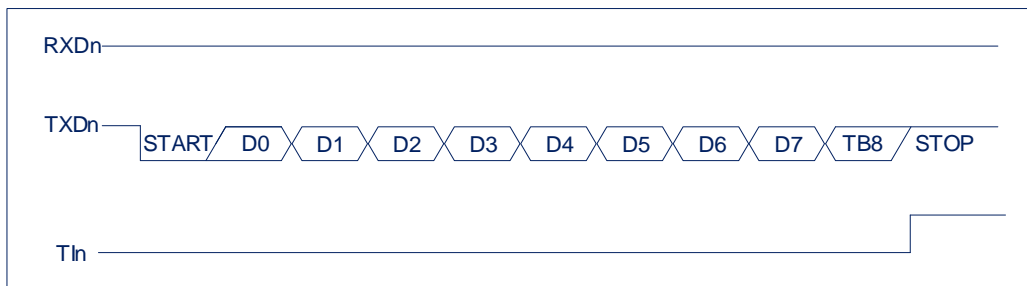 RXDn
TXDn
START D0 D1 D2 D3 D4 D5 D6 D7 TB8 STOP
TIn